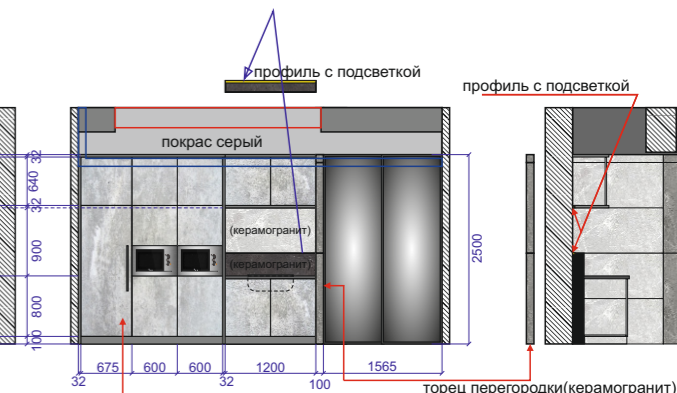 профиль с подсветкой
профиль с подсветкой
покрас серый
32
640
32
900
800
100
(керамогранит)
(керамогранит)
2500
675
600
600
1200
1565
32
32
100
торец перегородки(керамогранит)